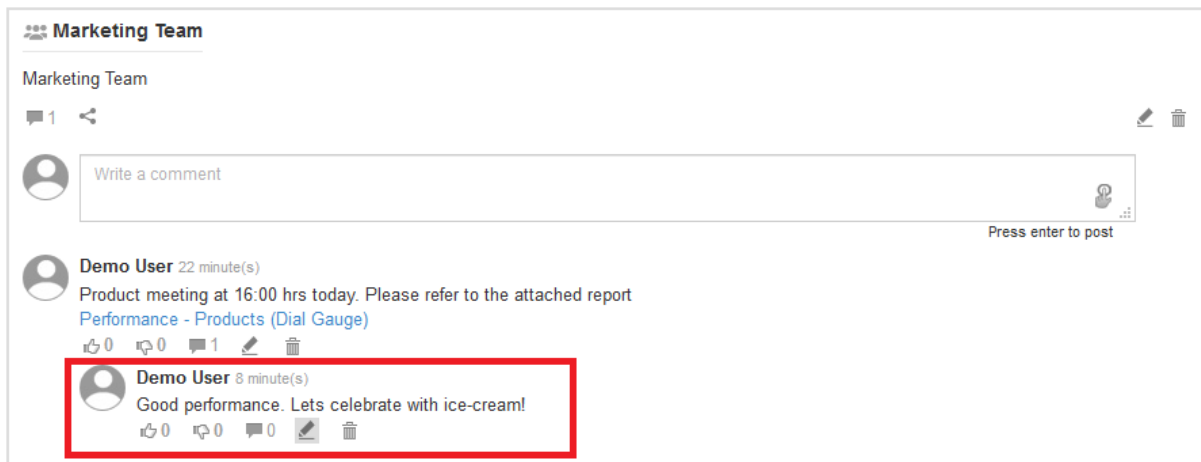 Marketing Team
Marketing Team
1
Write a comment
Press enter to post
Demo User 22 minute(s)
Product meeting at 16:00 hrs today. Please refer to the attached report
Performance - Products (Dial Gauge)
0 0 1
Demo User 8 minute(s)
Good performance. Lets celebrate with ice-cream!
0 0 0